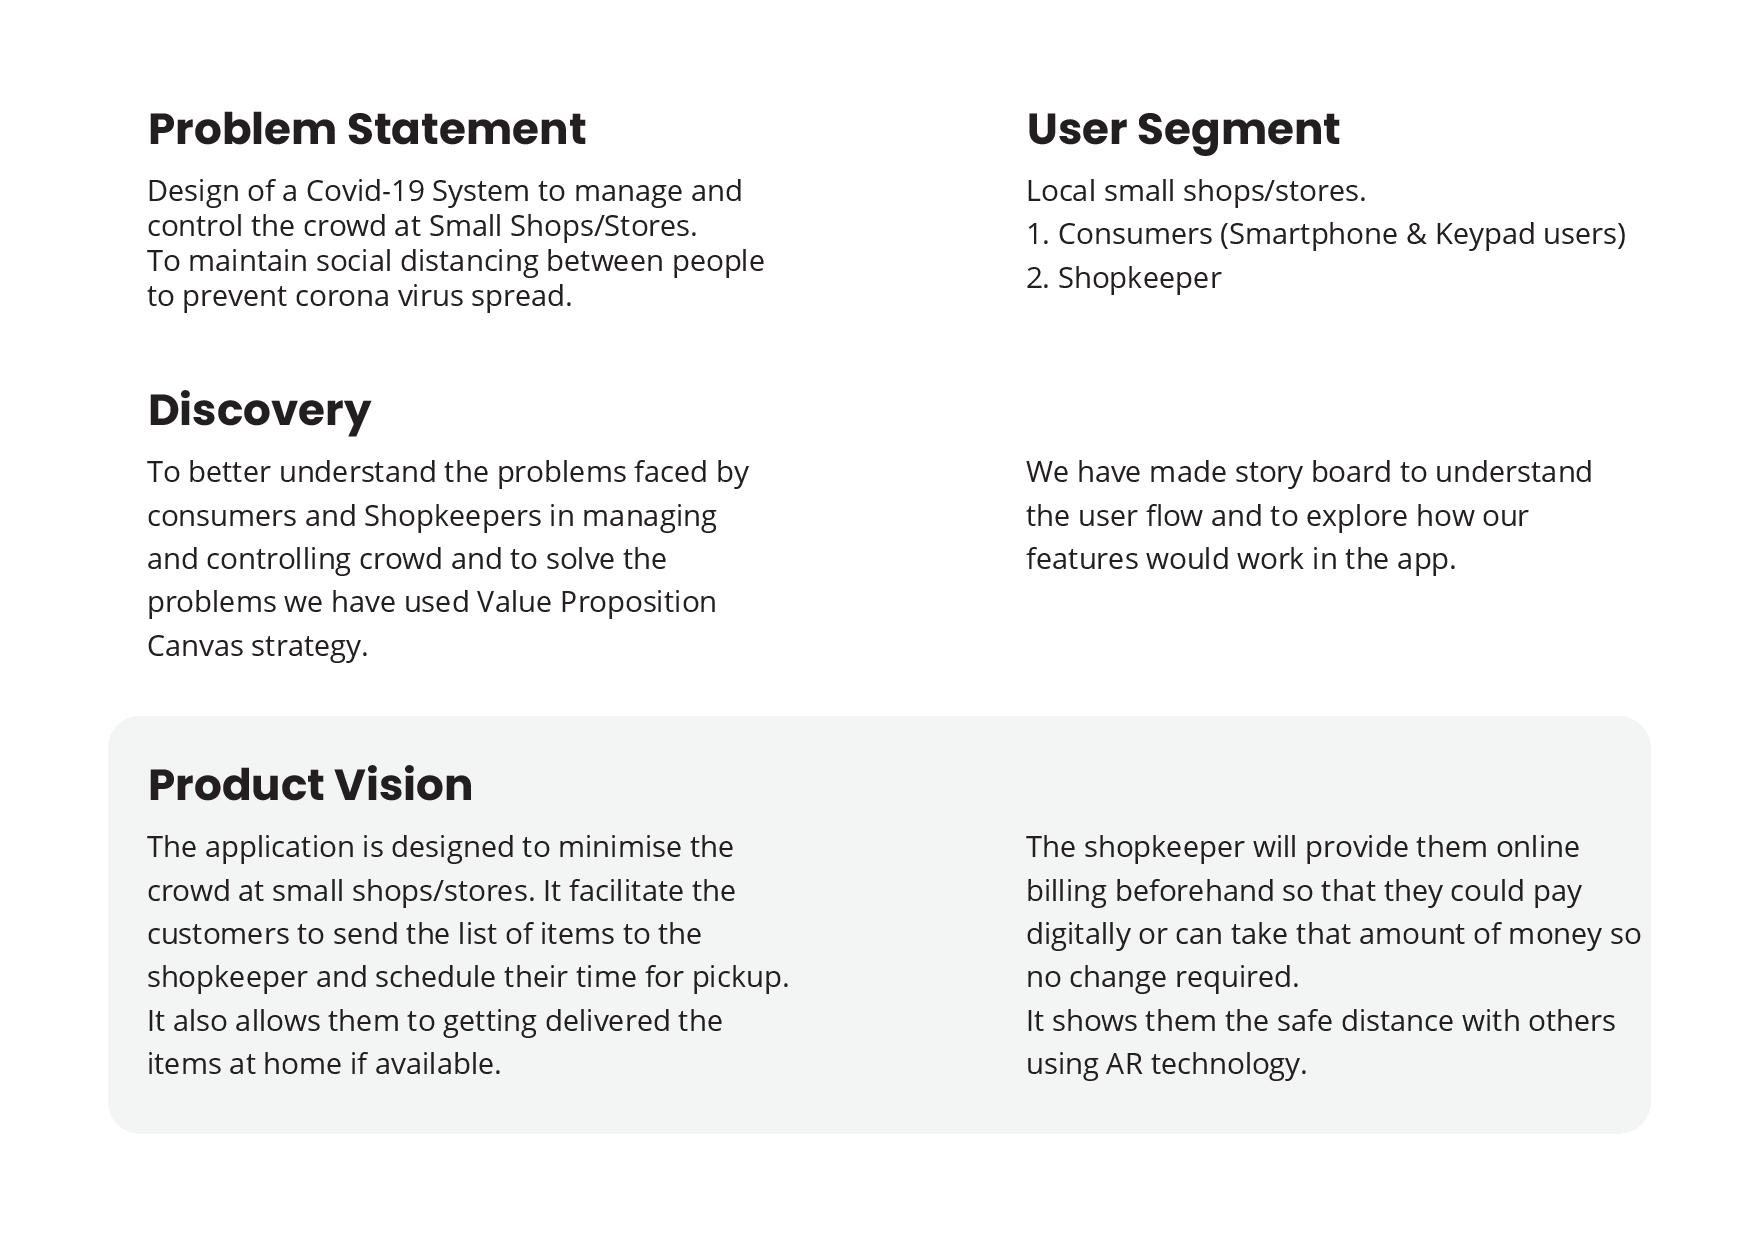 Problem Statement
Design of a Covid-19 System to manage and
control the crowd at Small Shops/Stores.
To maintain social distancing between people
to prevent corona virus spread.
User Segment
Local small shops/stores.
1. Consumers (Smartphone & Keypad users)
2. Shopkeeper
Discovery
To better understand the problems faced by
consumers and Shopkeepers in managing
and controlling crowd and to solve the
problems we have used Value Proposition
Canvas strategy.
We have made story board to understand
the user flow and to explore how our
features would work in the app.
Product Vision
The application is designed to minimise the
crowd at small shops/stores. It facilitate the
customers to send the list of items to the
shopkeeper and schedule their time for pickup.
It also allows them to getting delivered the
items at home if available.
The shopkeeper will provide them online
billing beforehand so that they could pay
digitally or can take that amount of money so
no change required.
It shows them the safe distance with others
using AR technology.